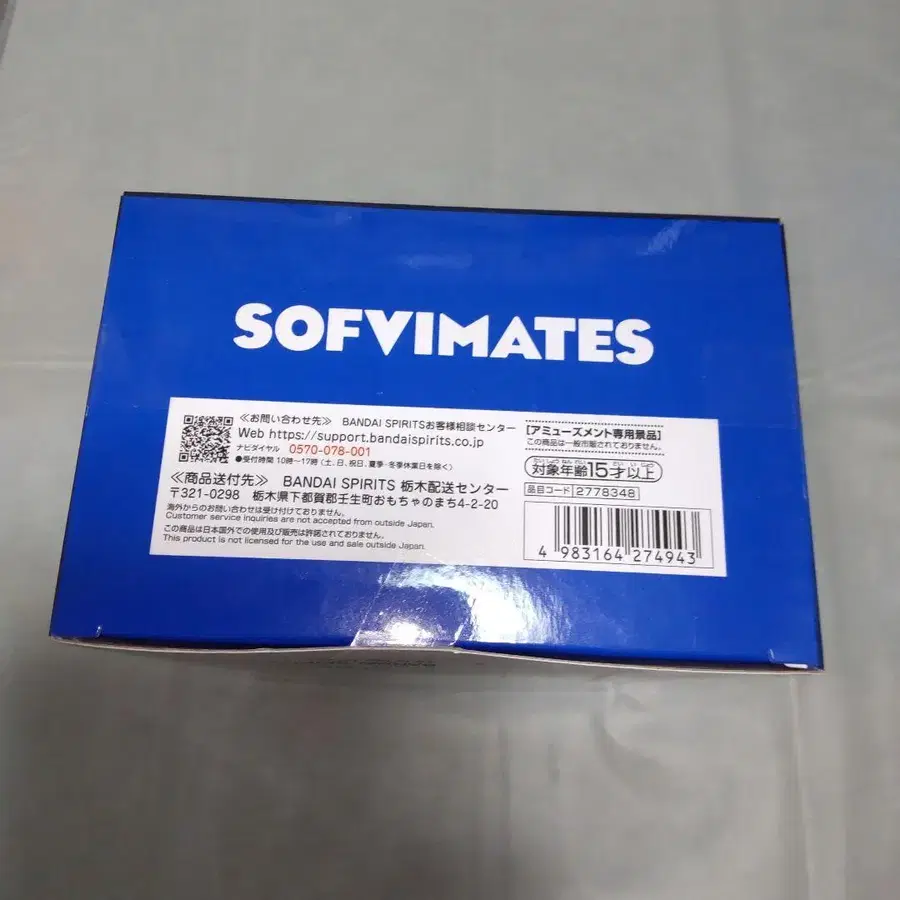 SOFVIMATES
≪お問い合わせ先≫ BANDAI SPIRITSお客様相談センター
Web https://support.bandaispirits.co.jp
ナビダイヤル 0570-078-001
●受付時間 10時~17時 (土、日、祝日、夏季・冬季休業日を除く)
≪商品送付先≫ BANDAI SPIRITS 栃木配送センター
〒321-0298 栃木県下都賀郡壬生町おもちゃのまち4-2-20
海外からのお問い合わせは受け付けておりません。
Customer service inquiries are not accepted from outside Japan.
この商品は日本国外での使用及び販売は許諾されておりません。
This product is not licensed for the use and sale outside Japan.
【アミューズメント専用景品】
この商品は一般市販されておりません。
対象年齢15才以上
品目コード 2778348
4 983164 274943